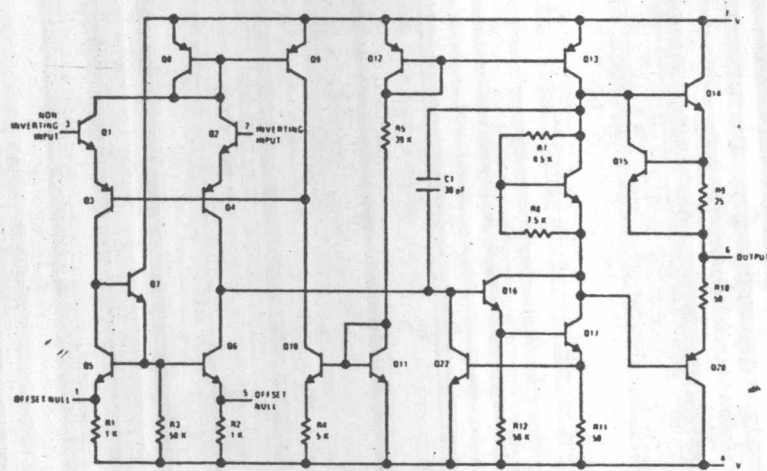 7 V
Q8
Q9
Q12
Q13
Q14
NON
INVERTING
INPUT
3
Q1
Q2
2
INVERTING
INPUT
R5
39 K
R7
4.5 K
Q15
C1
30 pF
R9
25
Q3
Q4
R8
7.5 K
6
OUTPUT
Q7
Q16
R10
50
Q5
Q6
Q10
Q11
Q22
Q17
Q20
OFFSET NULL
1
5
OFFSET
NULL
R1
1 K
R3
50 K
R2
1 K
R4
5 K
R12
50 K
R11
50
4
V